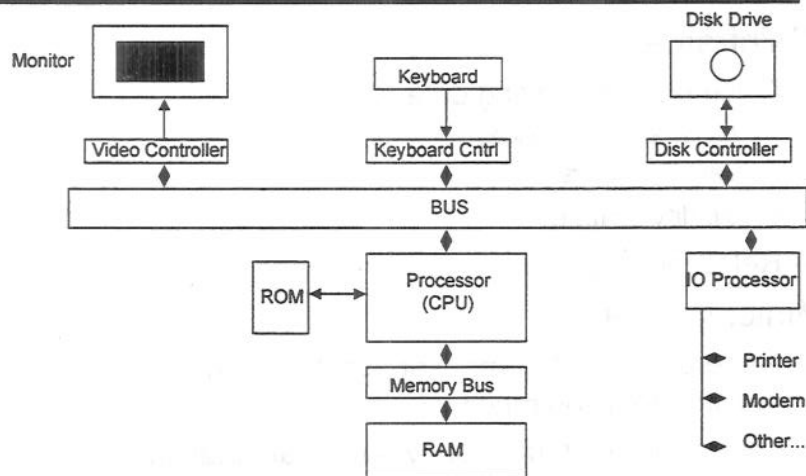 Disk Drive
Monitor
Keyboard
Video Controller
Keyboard Cntrl
Disk Controller
BUS
ROM
Processor
(CPU)
IO Processor
Memory Bus
RAM
Printer
Modem
Other...